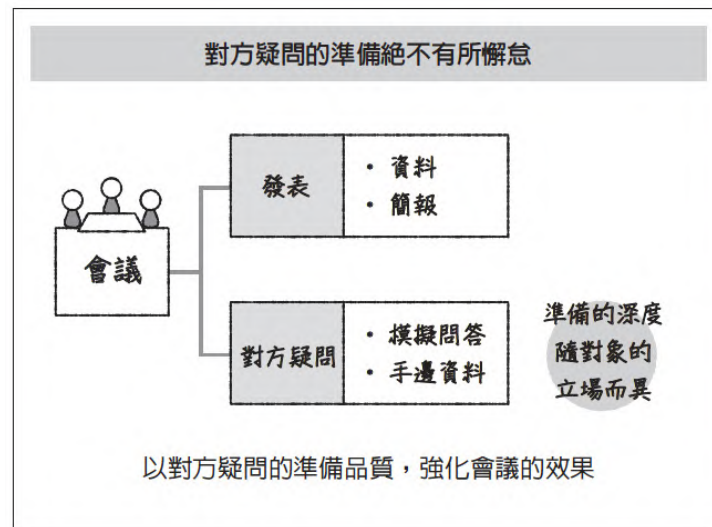 對方疑問的準備絕不有所懈怠
會議
發表
・資料
・簡報
對方疑問
・模擬問答
・手邊資料
準備的深度
隨對象的
立場而異
以對方疑問的準備品質，強化會議的效果